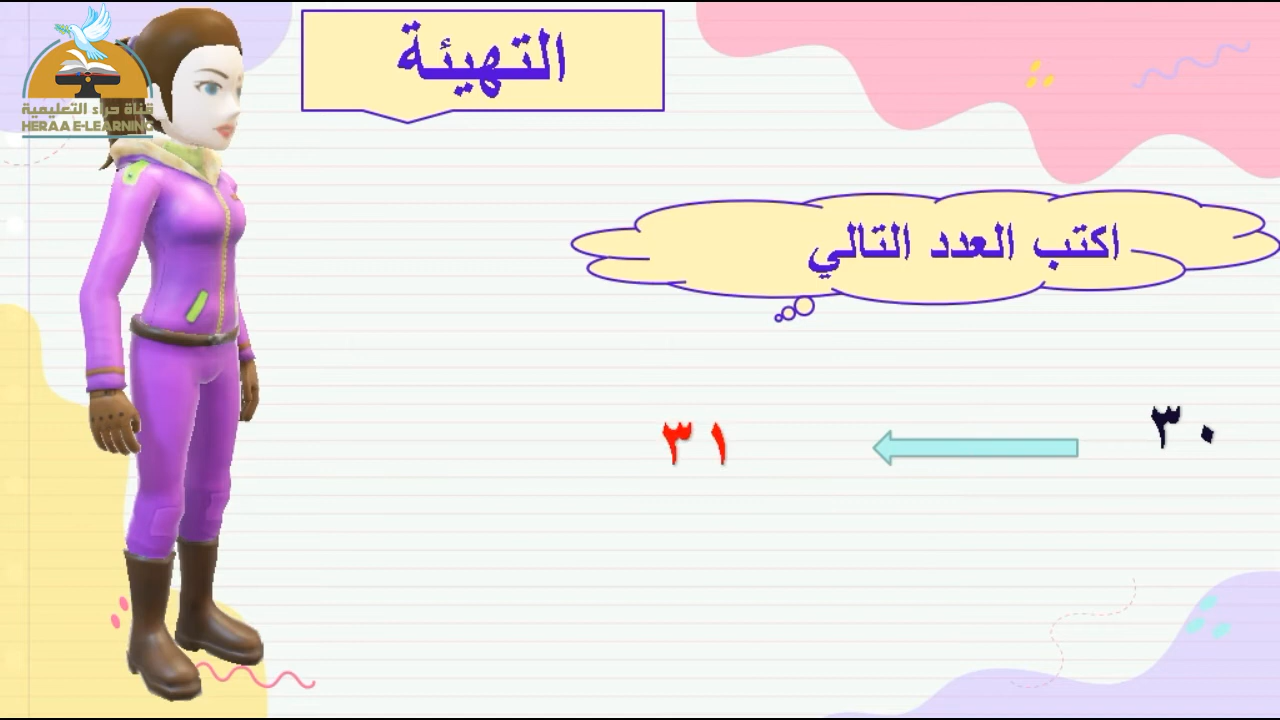 التهيئة
قناة حراء التعليمية
HERAA E-LEARNING
اكتب العدد التالي
٣٠
٣١